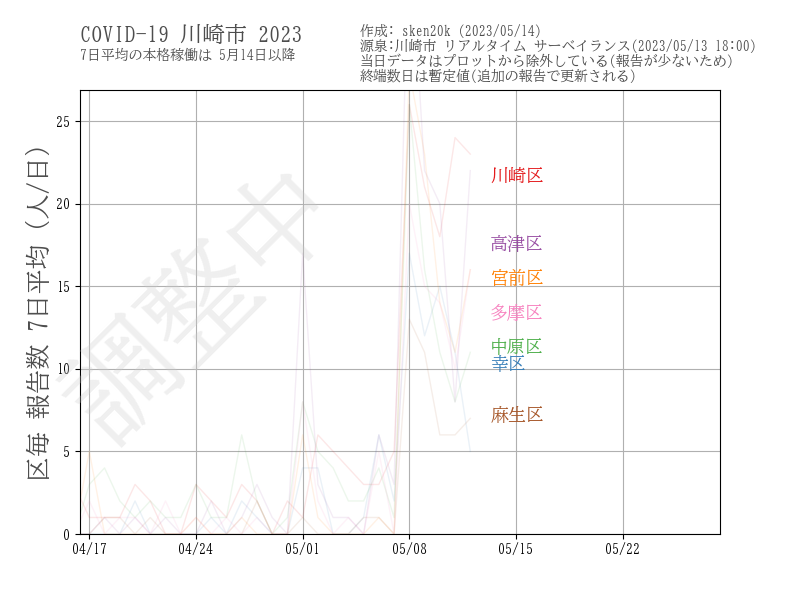 COVID-19 川崎市 2023
7日平均の本格稼働は 5月14日以降
作成: sken20k (2023/05/14)
源泉:川崎市 リアルタイム サーベイランス(2023/05/13 18:00)
当日データはプロットから除外している(報告が少ないため)
終端数日は暫定値(追加の報告で更新される)
区毎 報告数 7日平均 (人/日)
25
20
15
10
5
0
調整中
川崎区
高津区
宮前区
多摩区
中原区
幸区
麻生区
04/17
04/24
05/01
05/08
05/15
05/22